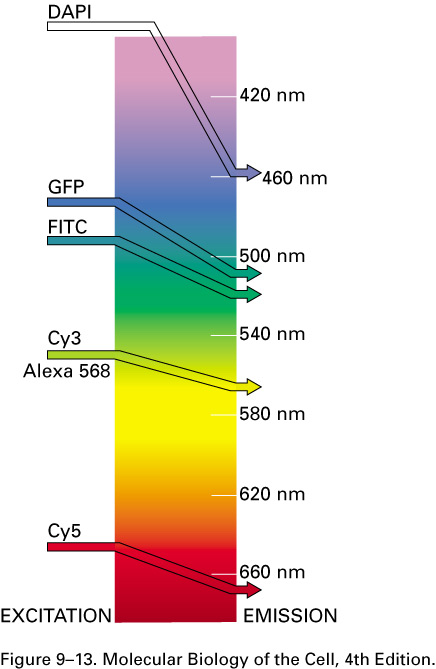 DAPI
420 nm
460 nm
GFP
FITC
500 nm
540 nm
Cy3
Alexa 568
580 nm
620 nm
Cy5
660 nm
EXCITATION
EMISSION
Figure 9–13. Molecular Biology of the Cell, 4th Edition.